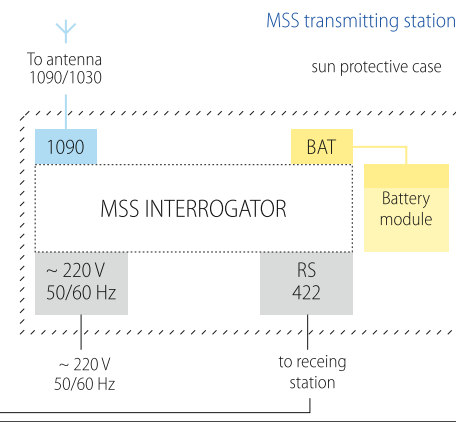 MSS transmitting station
To antenna
1090/1030
sun protective case
1090
BAT
MSS INTERROGATOR
Battery
module
~ 220 V
50/60 Hz
RS
422
~ 220 V
50/60 Hz
to receing
station